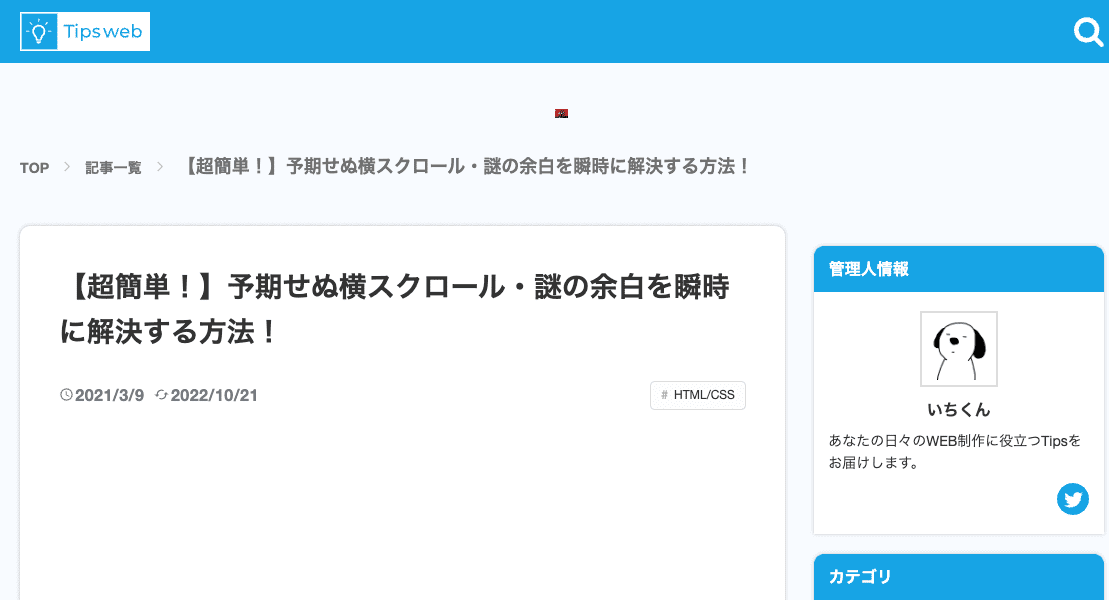 Tips web
TOP 記事一覧 【超簡単！】予期せぬ横スクロール・謎の余白を瞬時に解決する方法！
【超簡単！】予期せぬ横スクロール・謎の余白を瞬時
に解決する方法！
2021/3/9 2022/10/21
# HTML/CSS
管理人情報
いちくん
あなたの日々のWEB制作に役立つTipsを
お届けします。
カテゴリ